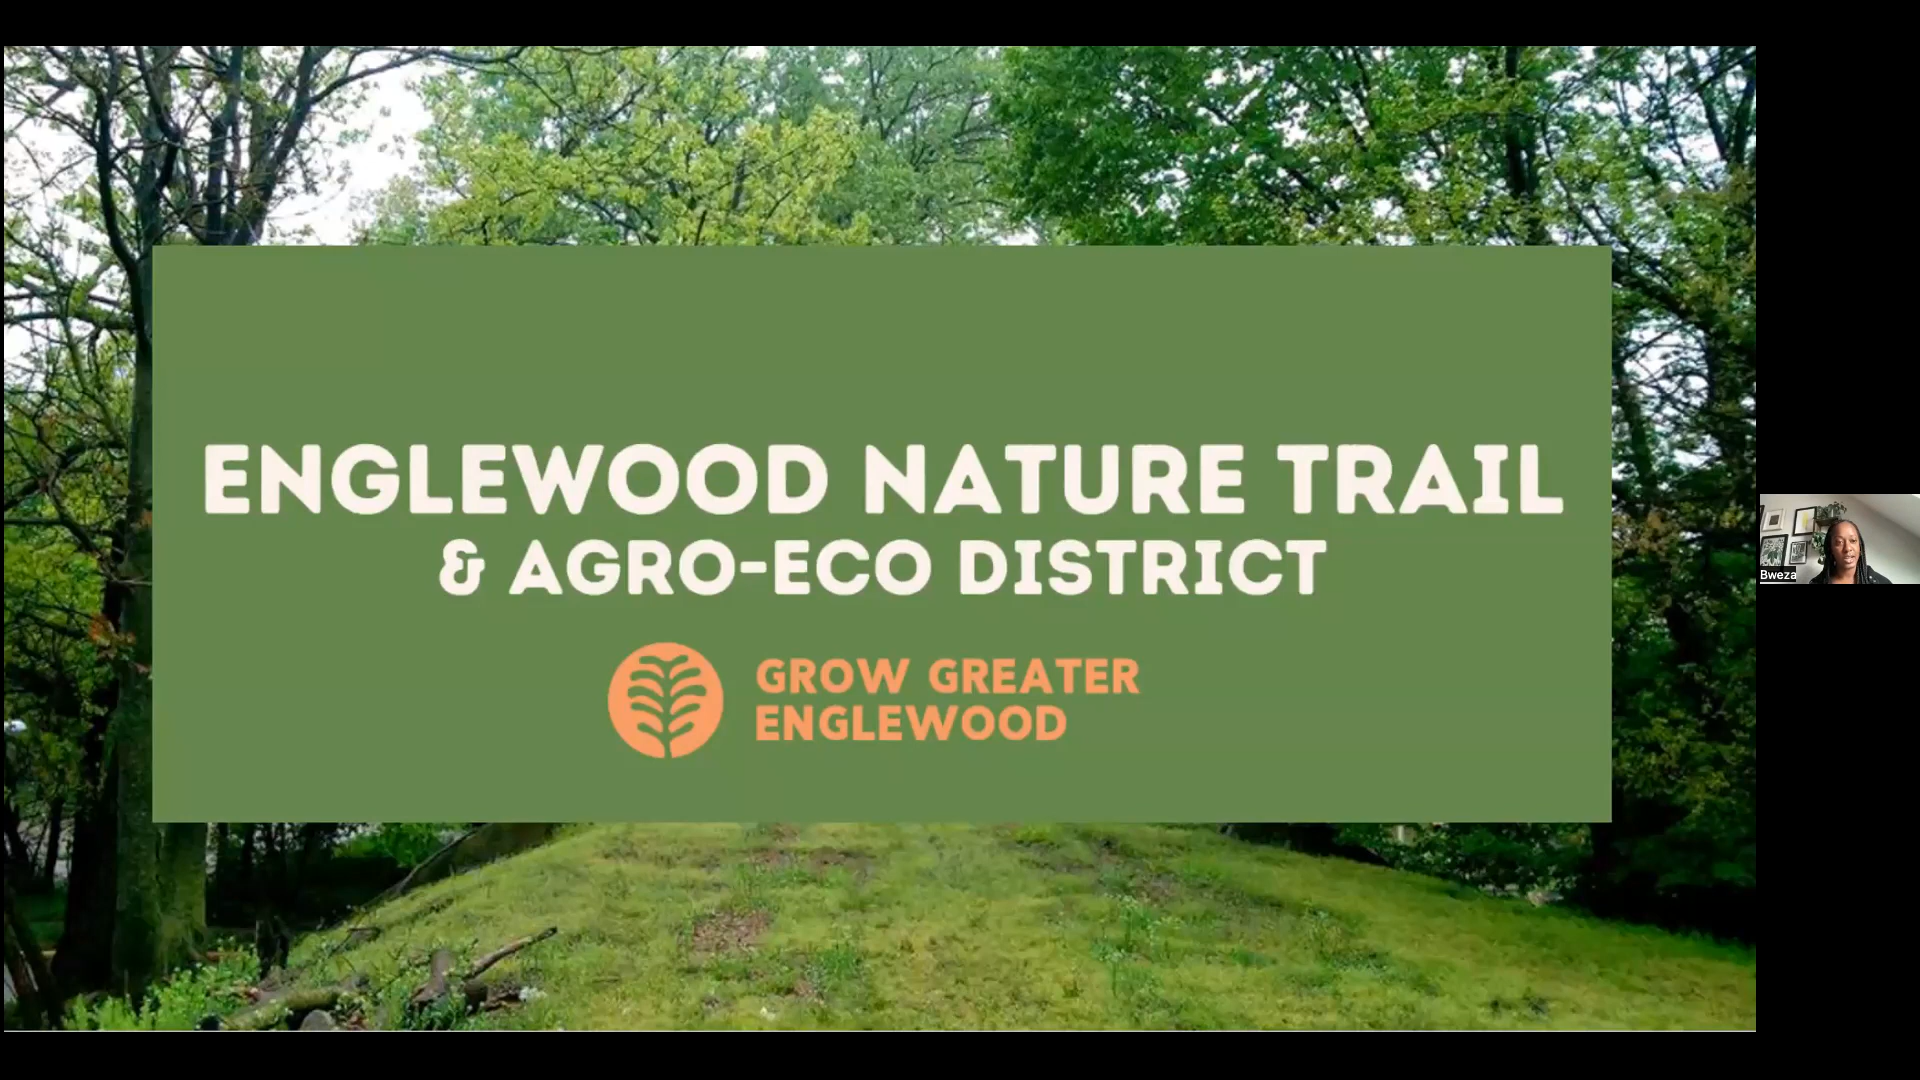 ENGLEWOOD NATURE TRAIL
& AGRO-ECO DISTRICT
GROW GREATER
ENGLEWOOD
Bweza